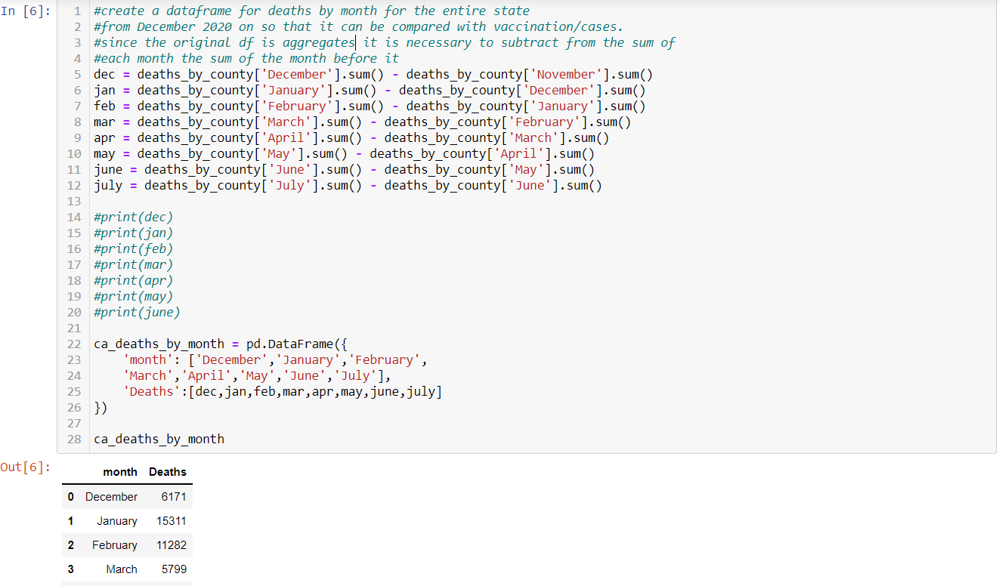 In [6]:
1 #create a dataframe for deaths by month for the entire state
2 #from December 2020 on so that it can be compared with vaccination/cases.
3 #since the original df is aggregates it is necessary to subtract from the sum of
4 #each month the sum of the month before it
5 dec = deaths_by_county['December'].sum() - deaths_by_county['November'].sum()
6 jan = deaths_by_county['January'].sum() - deaths_by_county['December'].sum()
7 feb = deaths_by_county['February'].sum() - deaths_by_county['January'].sum()
8 mar = deaths_by_county['March'].sum() - deaths_by_county['February'].sum()
9 apr = deaths_by_county['April'].sum() - deaths_by_county['March'].sum()
10 may = deaths_by_county['May'].sum() - deaths_by_county['April'].sum()
11 june = deaths_by_county['June'].sum() - deaths_by_county['May'].sum()
12 july = deaths_by_county['July'].sum() - deaths_by_county['June'].sum()
13
14 #print(dec)
15 #print(jan)
16 #print(feb)
17 #print(mar)
18 #print(apr)
19 #print(may)
20 #print(june)
21
22 ca_deaths_by_month = pd.DataFrame({
23 'month': ['December','January','February',
24 'March','April','May','June','July'],
25 'Deaths':[dec,jan,feb,mar,apr,may,june,july]
26 })
27
28 ca_deaths_by_month
Out[6]:
month Deaths
0 December 6171
1 January 15311
2 February 11282
3 March 5799